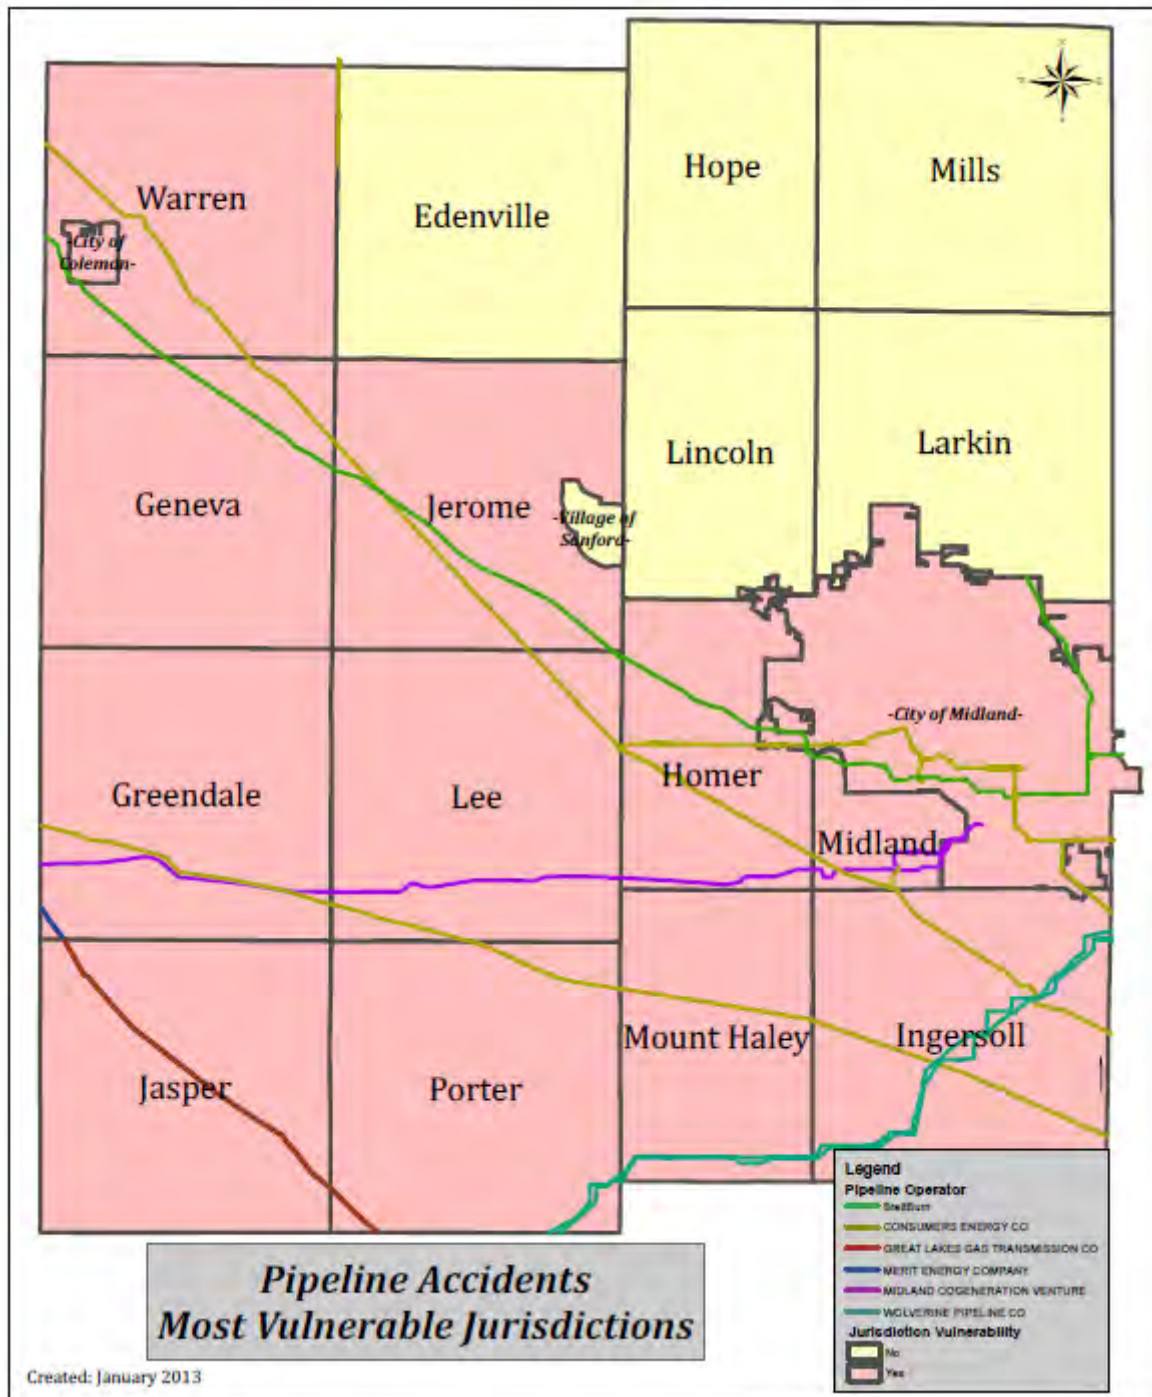 Hope
Mills
Warren
Edenville
-City of
Coleman-
Lincoln
Larkin
Geneva
Jerome
-Village of
Sanford-
-City of Midland-
Greendale
Lee
Homer
Midland
Mount Haley
Ingersoll
Jasper
Porter
Legend
Pipeline Operator
CONSUMERS ENERGY CO
GREAT LAKES GAS TRANSMISSION CO
MERIT ENERGY COMPANY
MIDLAND COGENERATION VENTURE
WOLVERINE PIPELINE CO
Jurisdiction Vulnerability
No
Yes
Pipeline Accidents
Most Vulnerable Jurisdictions
Created: January 2013